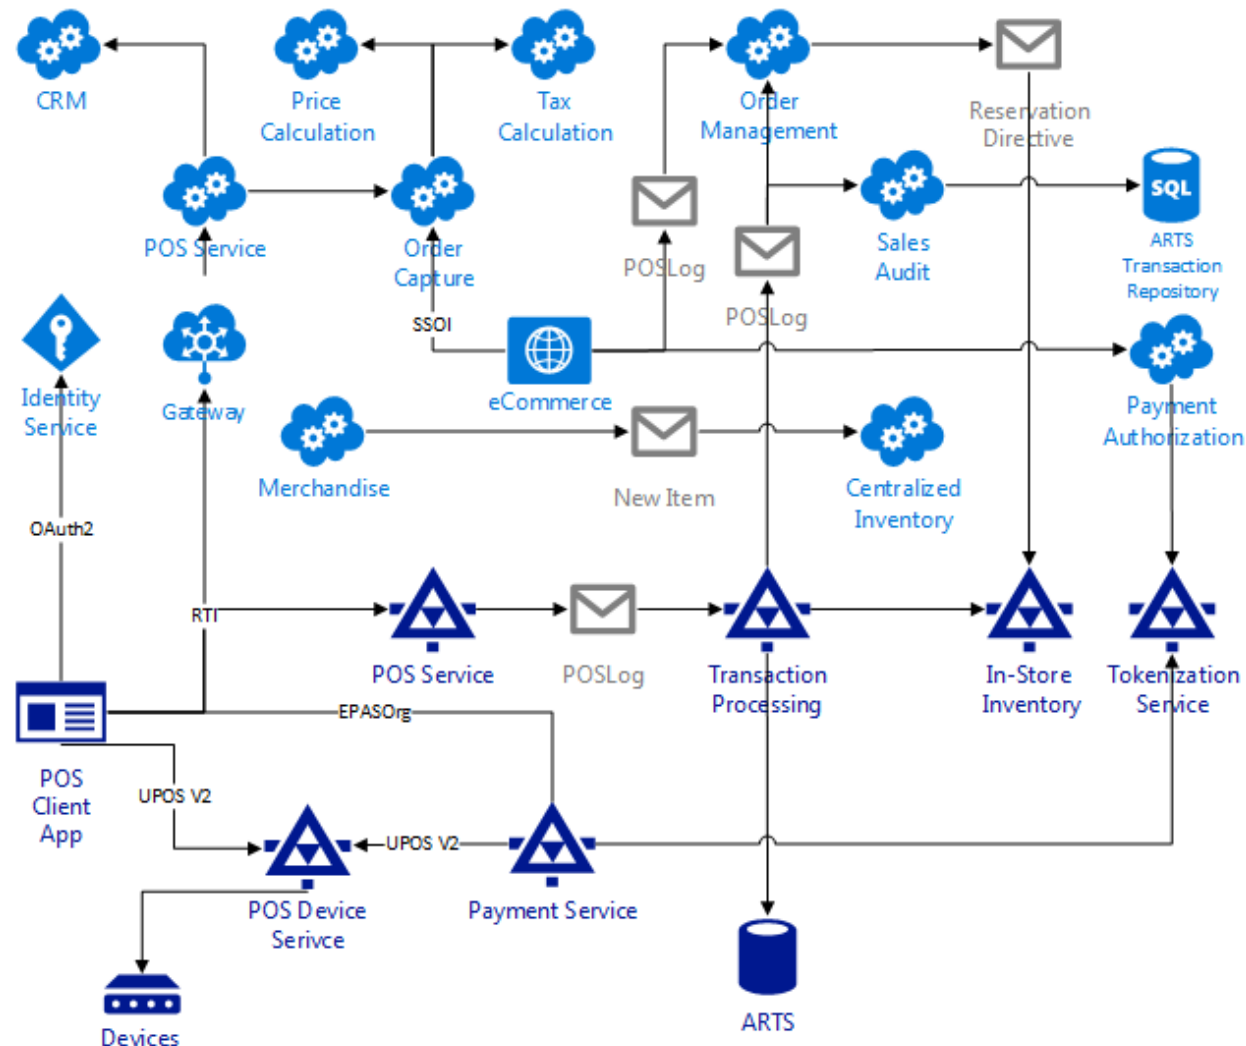 CRM
Price
Calculation
Tax
Calculation
Order
Management
Reservation
Directive
POS Service
Order
Capture
POSLog
POSLog
Sales
Audit
SQL
ARTS
Transaction
Repository
SSOI
Identity
Service
Gateway
eCommerce
Payment
Authorization
Merchandise
New Item
Centralized
Inventory
OAuth2
RTI
POS Service
POSLog
Transaction
Processing
In-Store
Inventory
Tokenization
Service
EPASOrg
POS
Client
App
UPOS V2
UPOS V2
POS Device
Serivce
Payment Service
Devices
ARTS